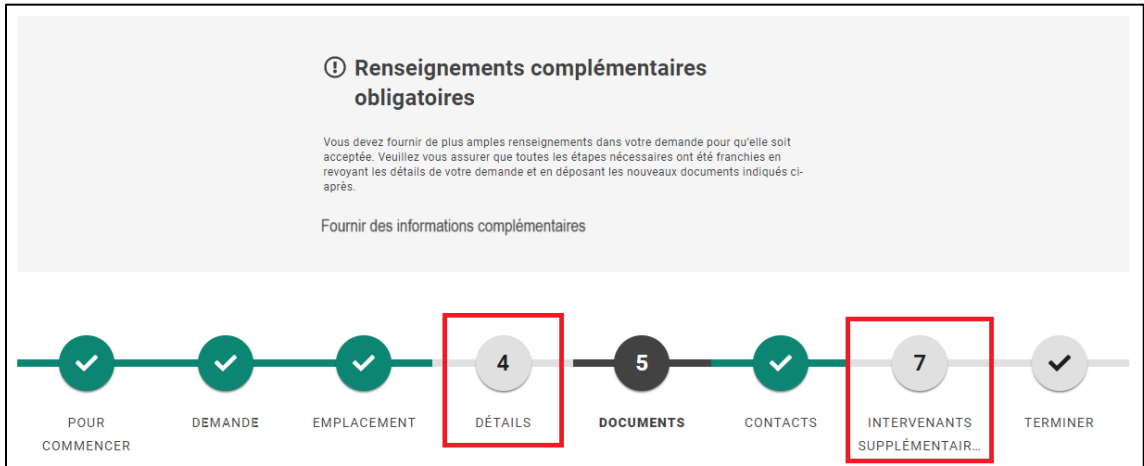 Renseignements complémentaires
obligatoires
Vous devez fournir de plus amples renseignements dans votre demande pour qu'elle soit
acceptée. Veuillez vous assurer que toutes les étapes nécessaires ont été franchies en
revoyant les détails de votre demande et en déposant les nouveaux documents indiqués ci-
après.
Fournir des informations complémentaires
4
5
7
POUR
COMMENCER
DEMANDE
EMPLACEMENT
DÉTAILS
DOCUMENTS
CONTACTS
INTERVENANTS
SUPPLÉMENTAIR...
TERMINER